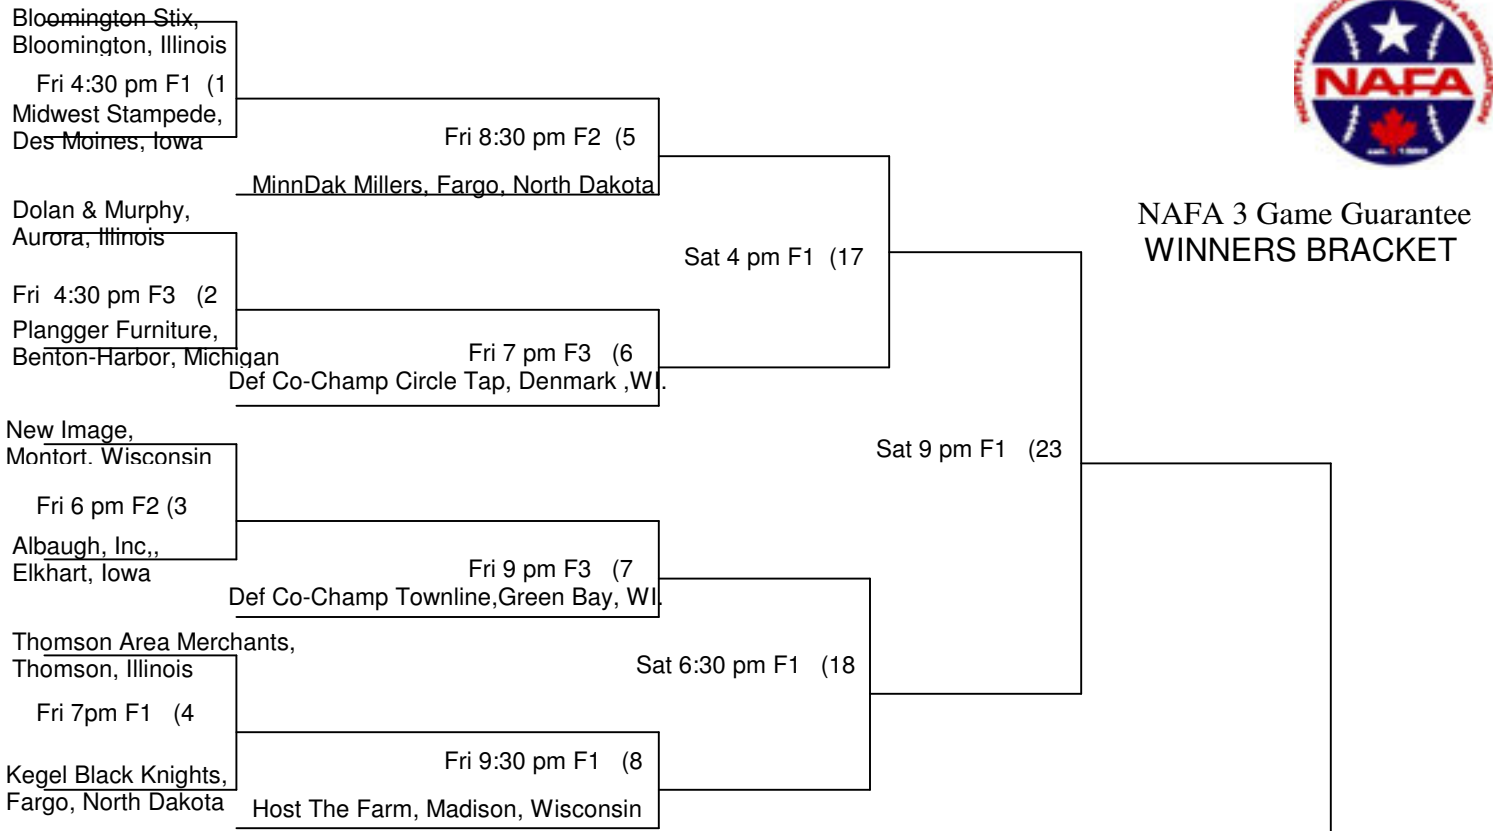 Bloomington Stix,
Bloomington, Illinois
Fri 4:30 pm F1 (1
Midwest Stampede,
Des Moines, Iowa
Fri 8:30 pm F2 (5
MinnDak Millers, Fargo, North Dakota
Dolan & Murphy,
Aurora, Illinois
Fri 4:30 pm F3 (2
Plangger Furniture,
Benton-Harbor, Michigan
Fri 7 pm F3 (6
Def Co-Champ Circle Tap, Denmark ,WI.
Sat 4 pm F1 (17
NAFA
NAFA 3 Game Guarantee
WINNERS BRACKET
New Image,
Montort. Wisconsin
Fri 6 pm F2 (3
Albaugh, Inc,,
Elkhart, Iowa
Fri 9 pm F3 (7
Def Co-Champ Townline,Green Bay, WI.
Sat 9 pm F1 (23
Thomson Area Merchants,
Thomson, Illinois
Fri 7pm F1 (4
Kegel Black Knights,
Fargo, North Dakota
Sat 6:30 pm F1 (18
Fri 9:30 pm F1 (8
Host The Farm, Madison, Wisconsin